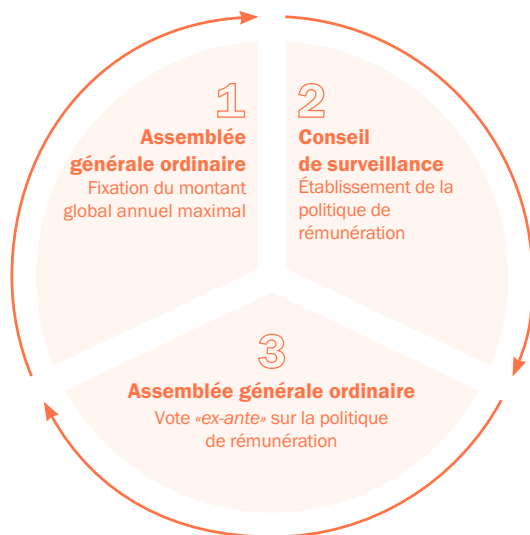 1
Assemblée
générale ordinaire
Fixation du montant
global annuel maximal
2
Conseil
de surveillance
Établissement de la
politique de
rémunération
3
Assemblée générale ordinaire
Vote «ex-ante» sur la politique
de rémunération